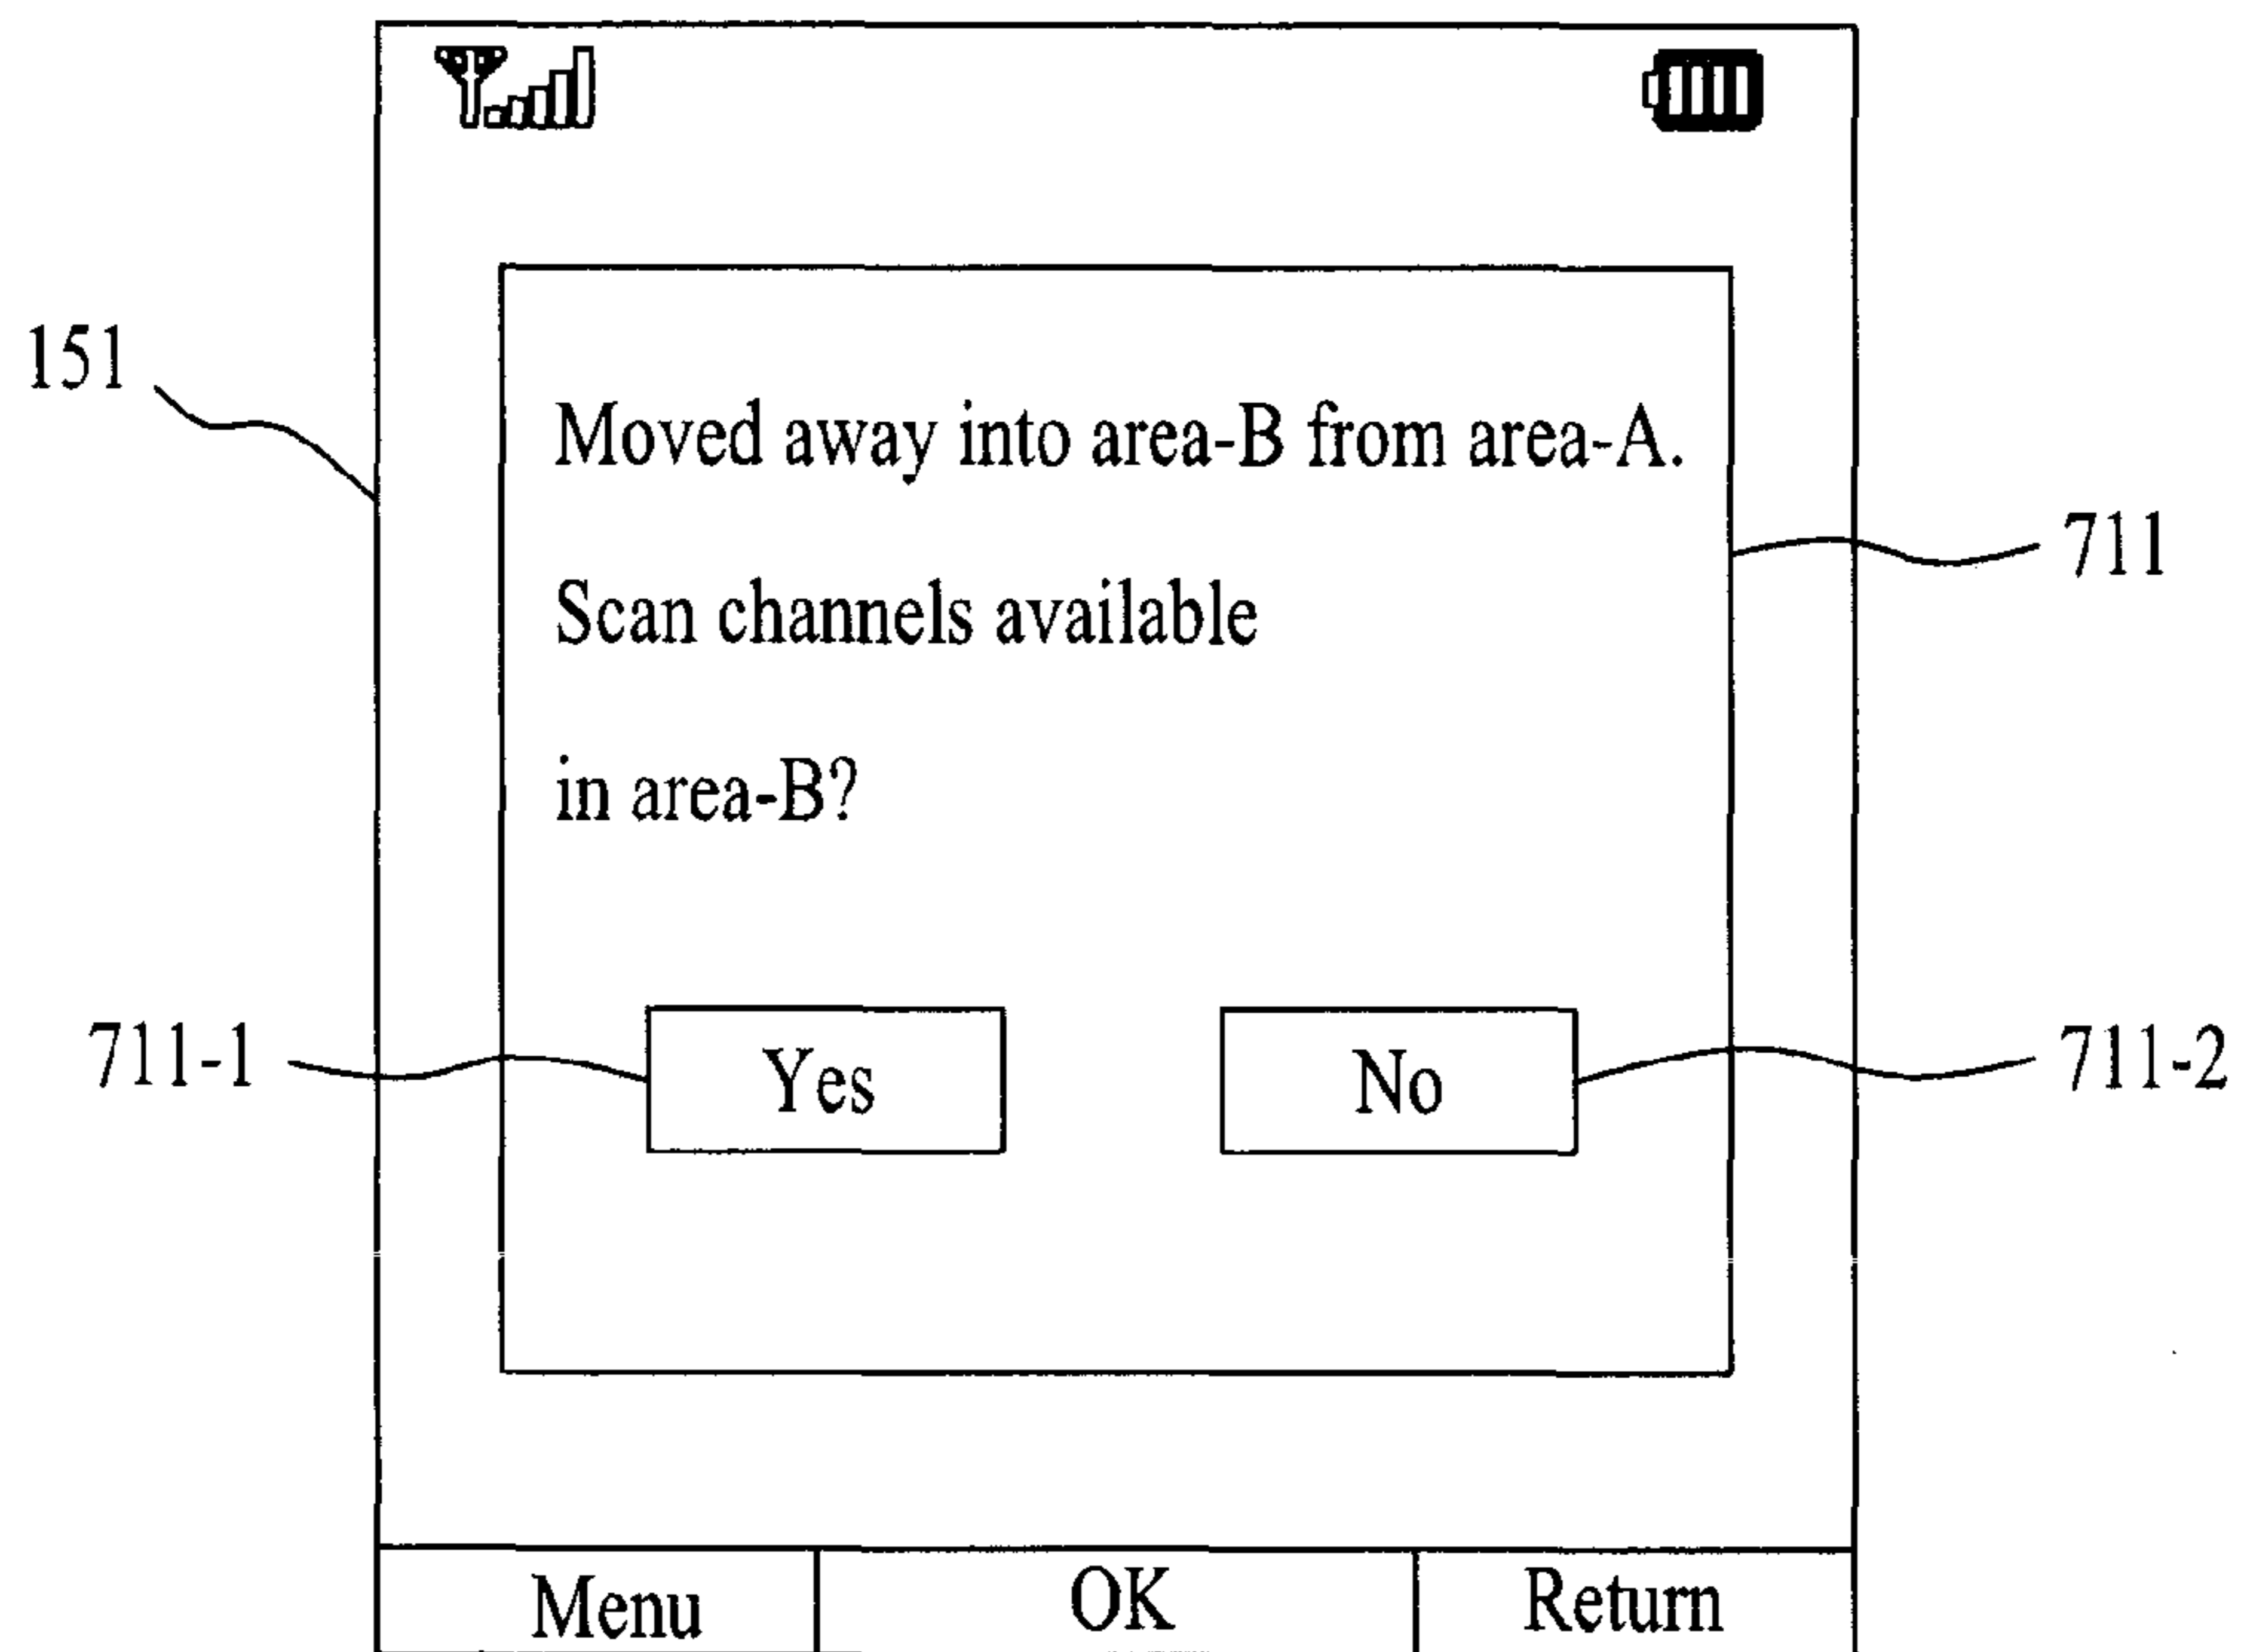 151
Moved away into area-B from area-A.
711
Scan channels available
in area-B?
711-1
Yes
No
711-2
Menu
OK
Return